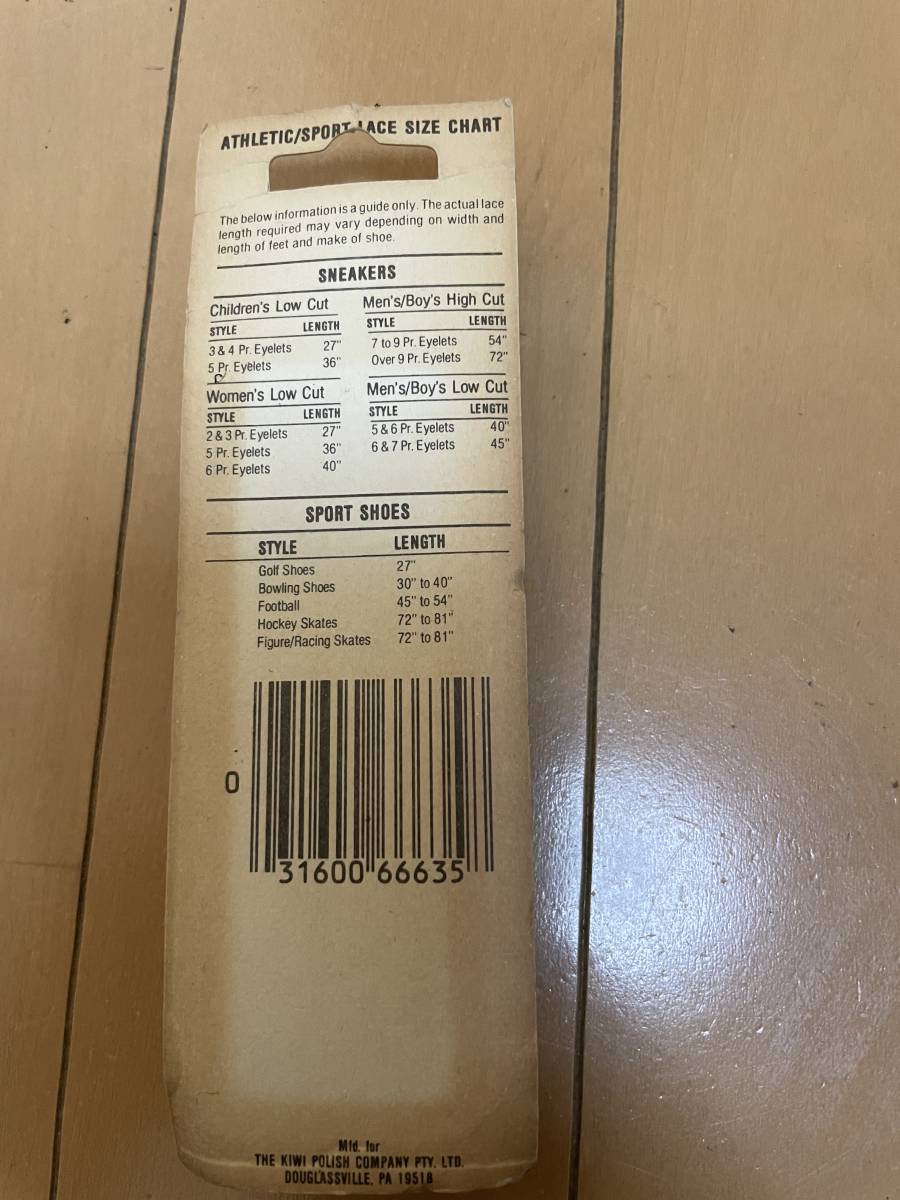 ATHLETIC/SPORT LACE SIZE CHART
The below information is a guide only. The actual lace
length required may vary depending on width and
length of feet and make of shoe.
SNEAKERS
Children's Low Cut
STYLE LENGTH
3 & 4 Pr. Eyelets 27"
5 Pr. Eyelets 36"
Men's/Boy's High Cut
STYLE LENGTH
7 to 9 Pr. Eyelets 54"
Over 9 Pr. Eyelets 72"
Women's Low Cut
STYLE LENGTH
2 & 3 Pr. Eyelets 27"
5 Pr. Eyelets 36"
6 Pr. Eyelets 40"
Men's/Boy's Low Cut
STYLE LENGTH
5 & 6 Pr. Eyelets 40"
6 & 7 Pr. Eyelets 45"
SPORT SHOES
STYLE LENGTH
Golf Shoes 27"
Bowling Shoes 30" to 40"
Football 45" to 54"
Hockey Skates 72" to 81"
Figure/Racing Skates 72" to 81"
0 31600 66635
Mfd. for
THE KIWI POLISH COMPANY PTY. LTD.
DOUGLASSVILLE, PA 19518